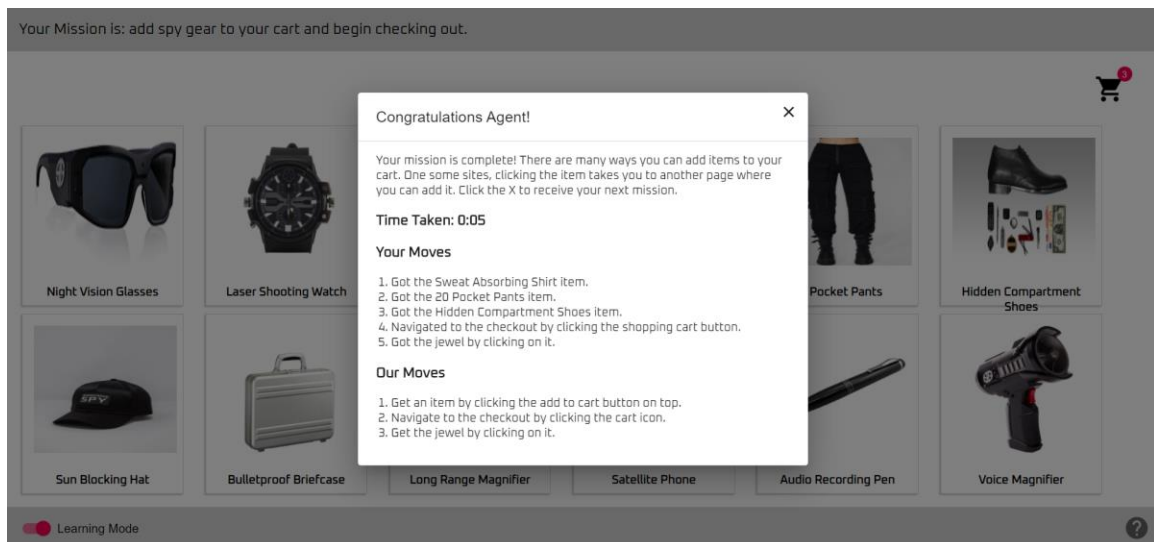 Your Mission is: add spy gear to your cart and begin checking out.
3
Congratulations Agent!
Your mission is complete! There are many ways you can add items to your
cart. One some sites, clicking the item takes you to another page where
you can add it. Click the X to receive your next mission.
Time Taken: 0:05
Your Moves
1. Got the Sweat Absorbing Shirt item.
2. Got the 20 Pocket Pants item.
3. Got the Hidden Compartment Shoes item.
4. Navigated to the checkout by clicking the shopping cart button.
5. Got the jewel by clicking on it.
Our Moves
1. Get an item by clicking the add to cart button on top.
2. Navigate to the checkout by clicking the cart icon.
3. Get the jewel by clicking on it.
Night Vision Glasses
Laser Shooting Watch
Pocket Pants
Hidden Compartment
Shoes
SPY
Sun Blocking Hat
Bulletproof Briefcase
Long Range Magnifier
Satellite Phone
Audio Recording Pen
Voice Magnifier
Learning Mode
?